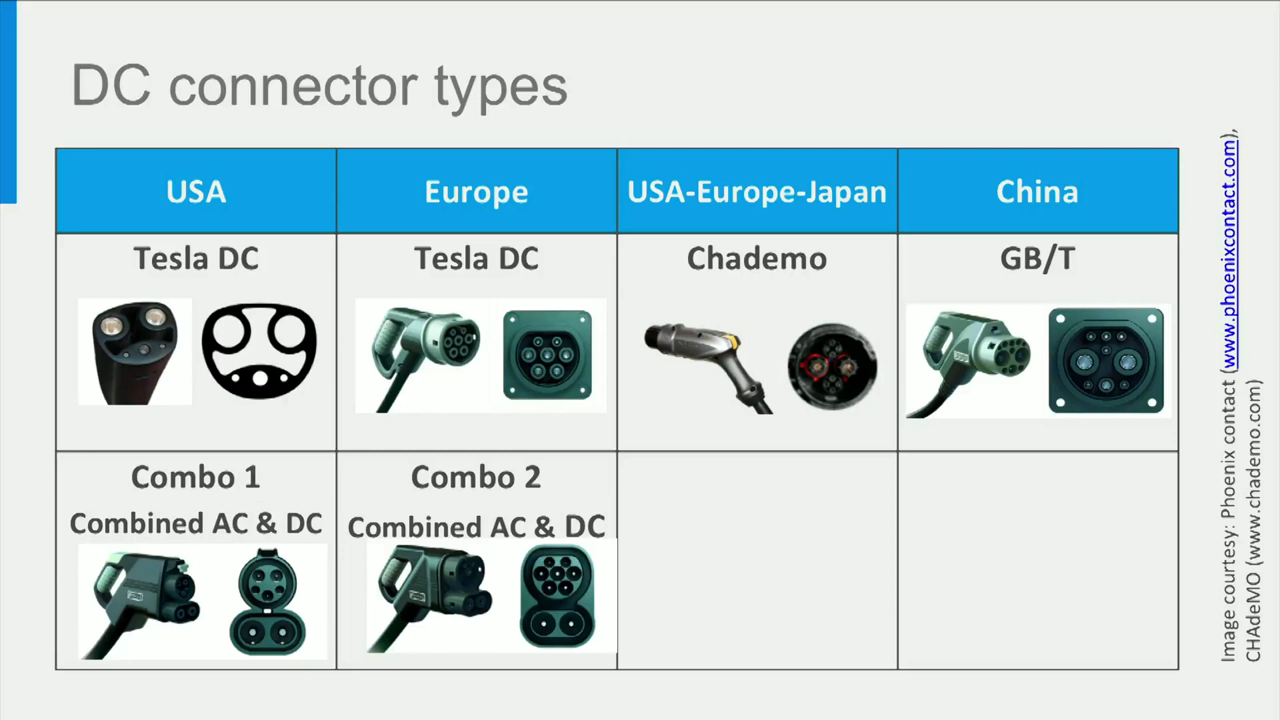 DC connector types
USA
Europe
USA-Europe-Japan
China
Tesla DC
Tesla DC
Chademo
GB/T
Combo 1
Combined AC & DC
Combo 2
Combined AC & DC
Image courtesy: Phoenix contact (www.phoenixcontact.com),
CHAdeMO (www.chademo.com)